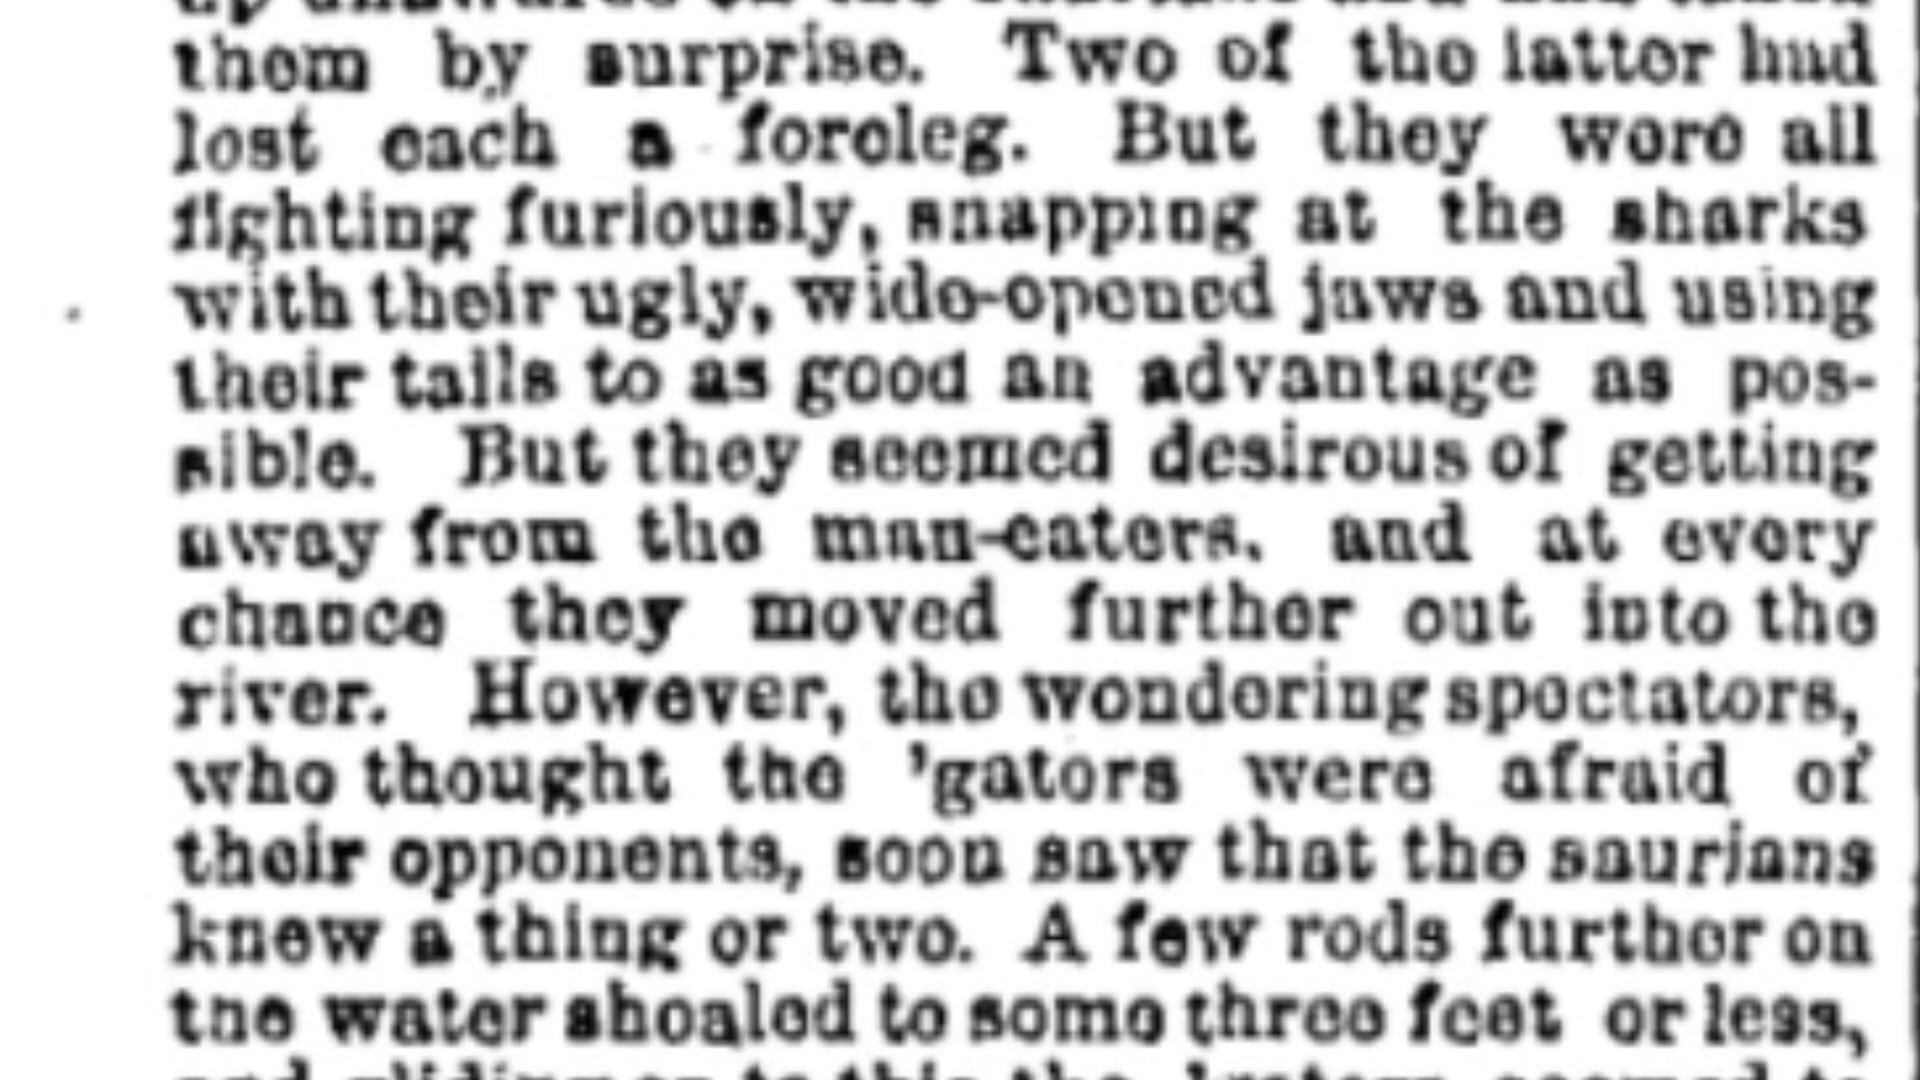 them by surprise. Two of the latter had
lost each a foreleg. But they were all
fighting furiously, snapping at the sharks
with their ugly, wide-opened jaws and using
their tails to as good an advantage as pos-
sible. But they seemed desirous of getting
away from the man-eaters. and at every
chance they moved further out into the
river. However, the wondering spectators,
who thought the 'gators were afraid of
their opponents, soon saw that the saurians
knew a thing or two. A few rods further on
the water shoaled to some three feet or less,